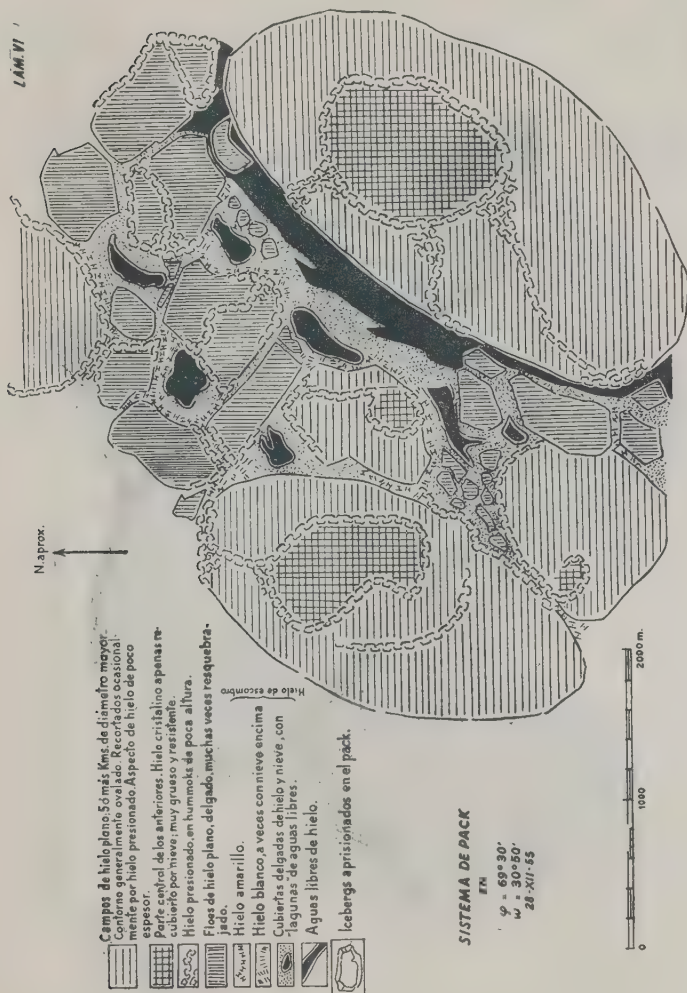 LÁM. VI
N. aprox.
Campos de hielo plano: 5 ó más Kms. de diámetro mayor.
Contorno generalmente ovalado. Recortados ocasional-
mente por hielo presionado. Aspecto de hielo de poco
espesor.
Parte central de los anteriores. Hielo cristalino apenas re-
cubierto por nieve; muy grueso y resistente.
Hielo presionado, en hummoks de poca altura.
Floes de hielo plano, delgado, muchas veces resquebra-
jado.
Hielo amarillo.
Hielo blanco, a veces con nieve encima
Hielo de escombro
Cubiertas delgadas de hielo y nieve, con
"lagunas" de aguas libres.
Aguas libres de hielo.
Icebergs aprisionados en el pack.
SISTEMA DE PACK
EN
φ = 69° 30'
w = 30° 50'
28-XII-55
0 1000 2000 m.